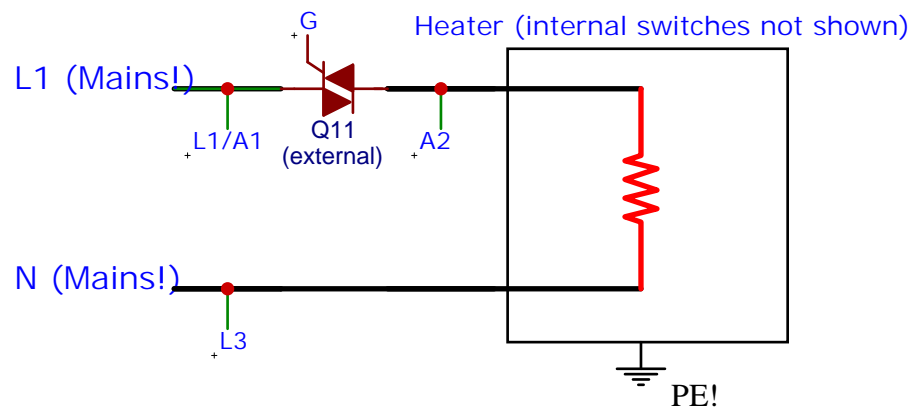 G
Heater (internal switches not shown)
L1 (Mains!)
L1/A1
Q11
(external)
A2
N (Mains!)
L3
PE!